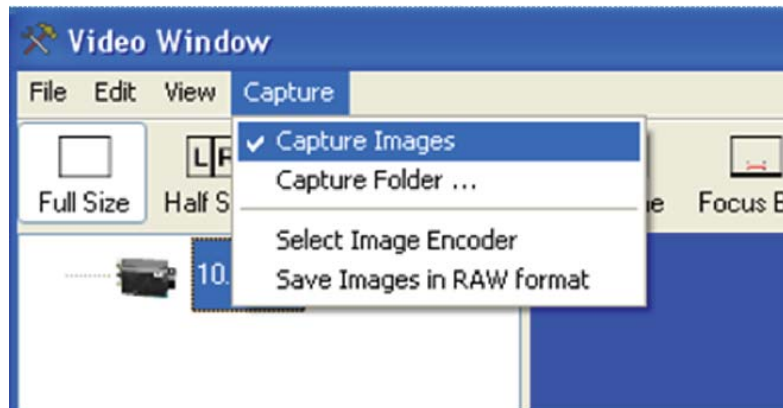 Video Window
File Edit View Capture
Capture Images
Capture Folder ...
Select Image Encoder
Save Images in RAW format
Full Size Half S Focus
10.